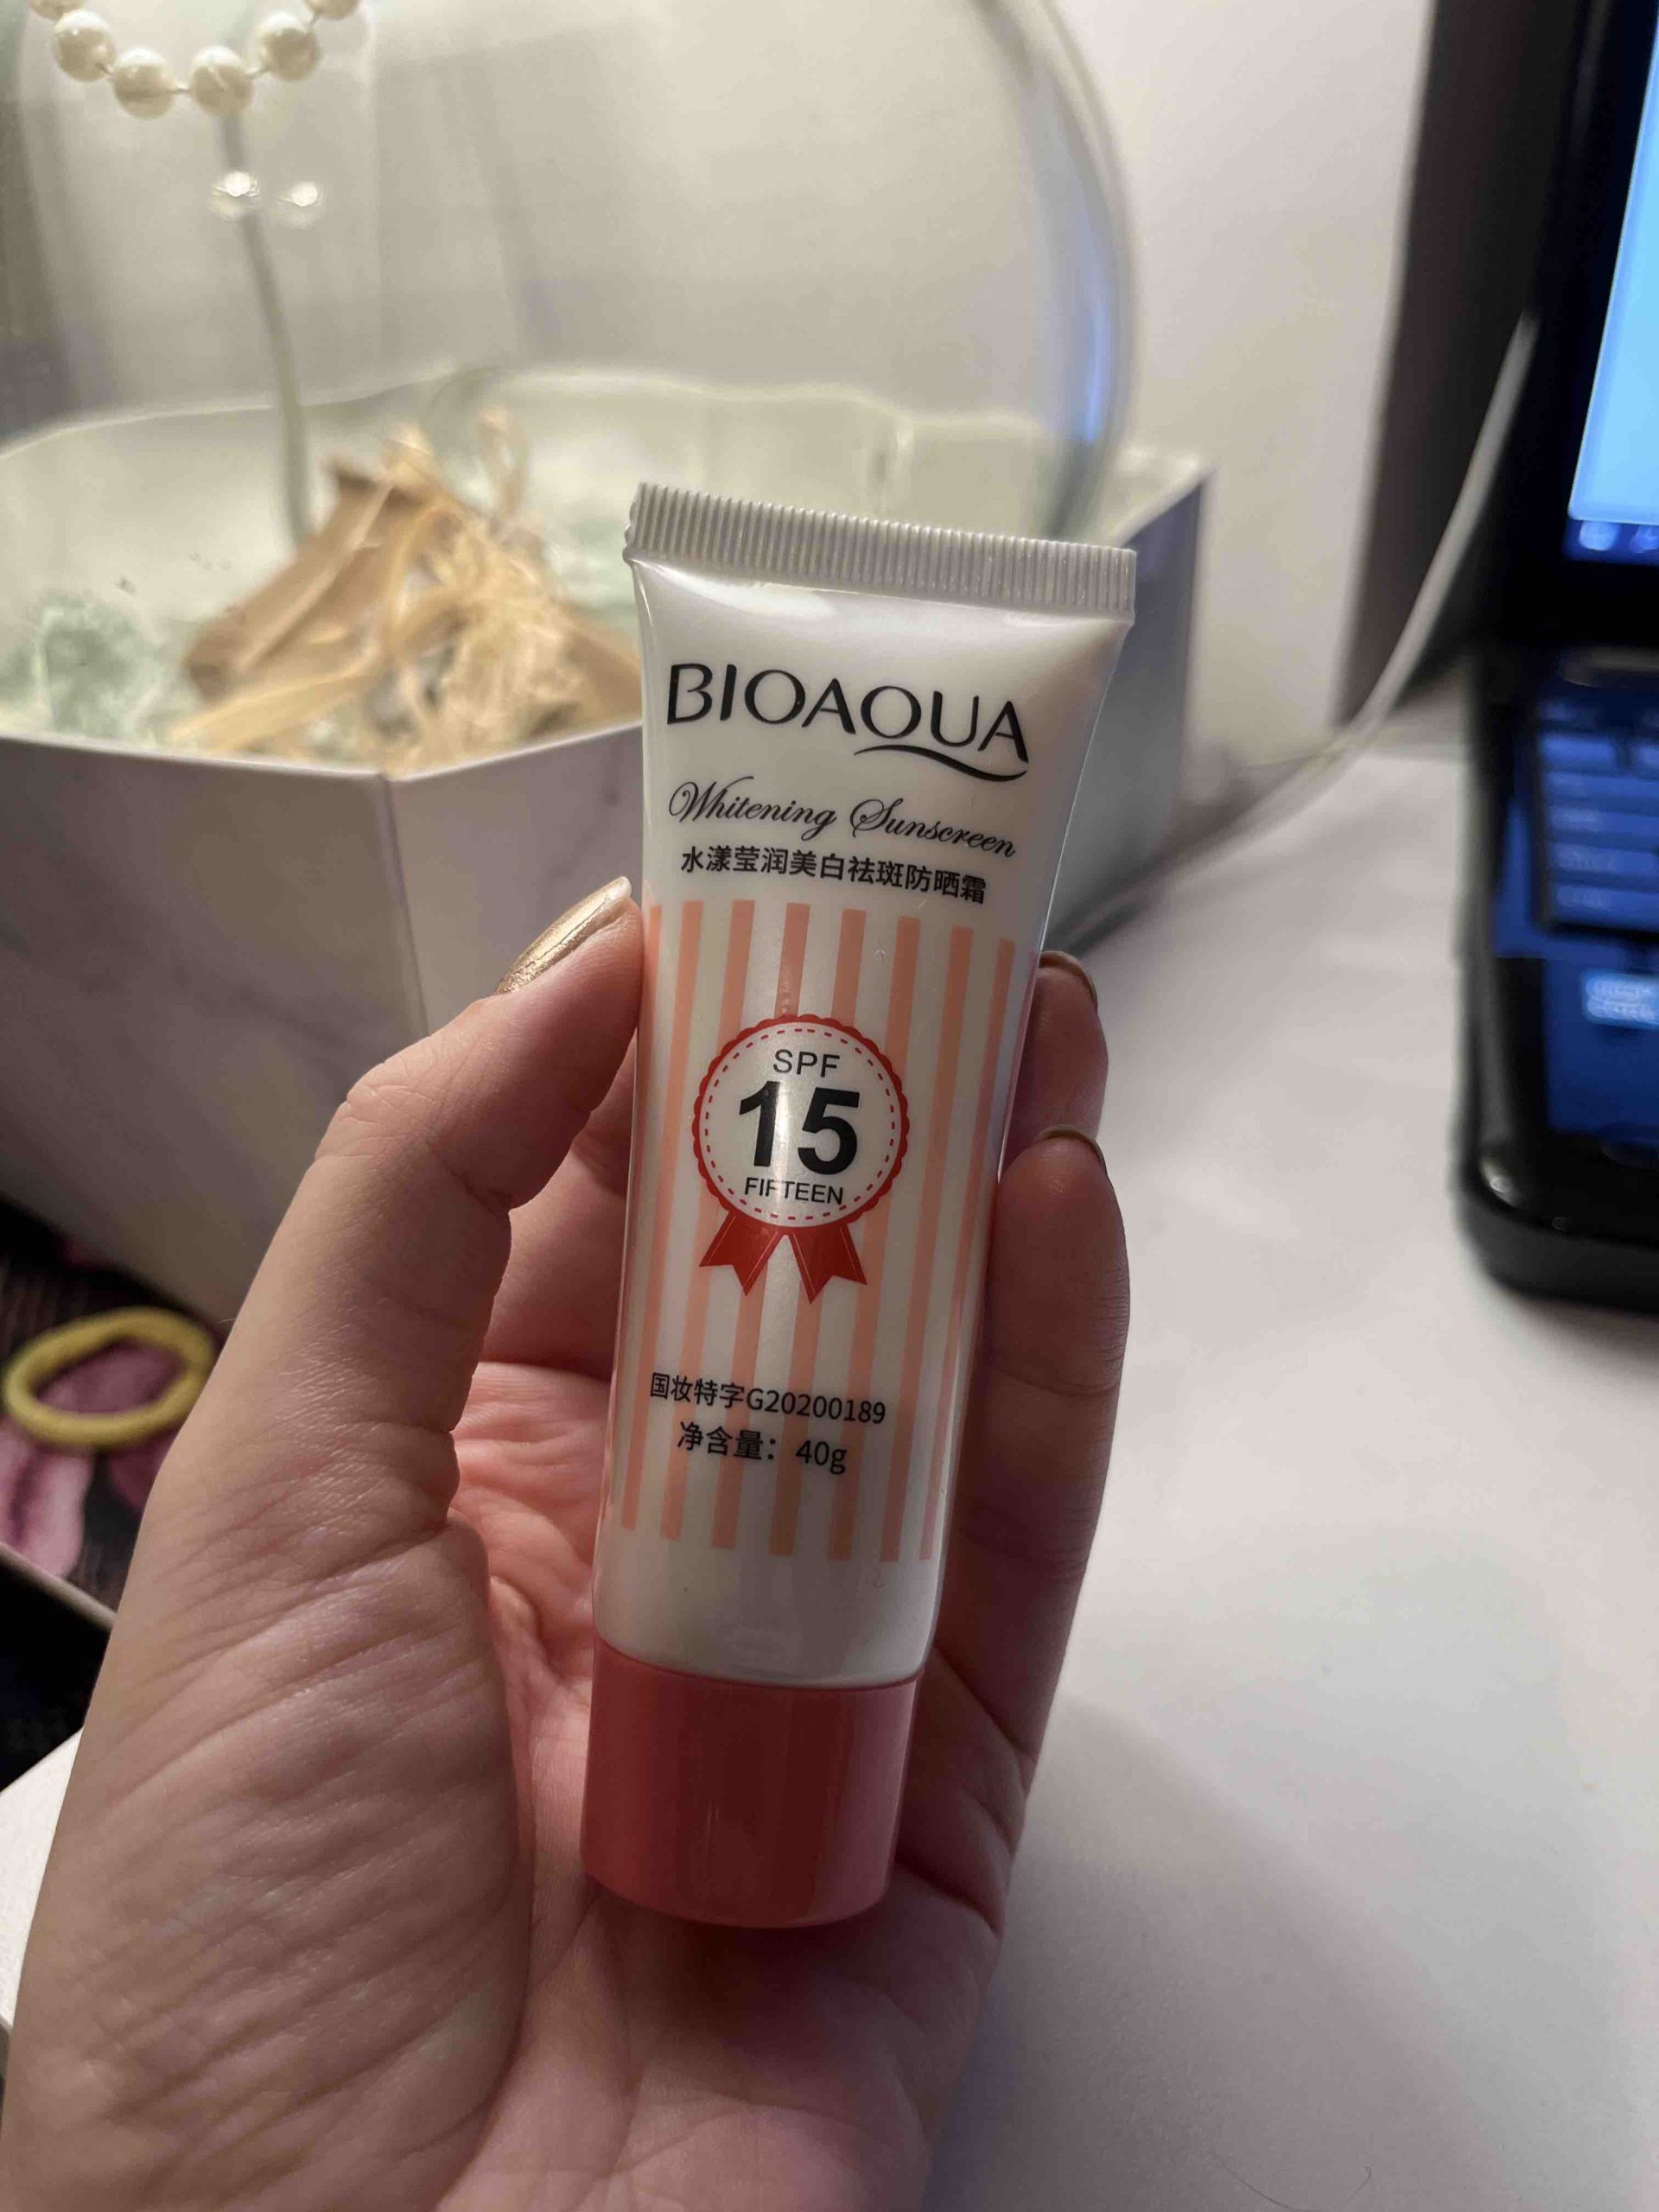 BIOAQUA
Whitening Sunscreen
水漾莹润美白祛斑防晒霜
SPF
15
FIFTEEN
国妆特字G20200189
净含量：40g